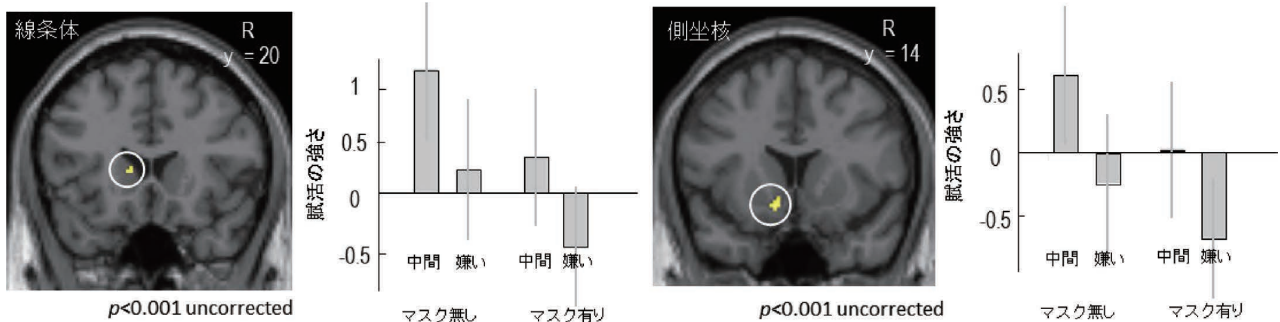 線条体
R
y = 20
p<0.001 uncorrected
賦活の強さ
1
0.5
0
-0.5
中間 嫌い 中間 嫌い
マスク無し マスク有り
側坐核
R
y = 14
p<0.001 uncorrected
賦活の強さ
0.5
0
-0.5
中間 嫌い 中間 嫌い
マスク無し マスク有り